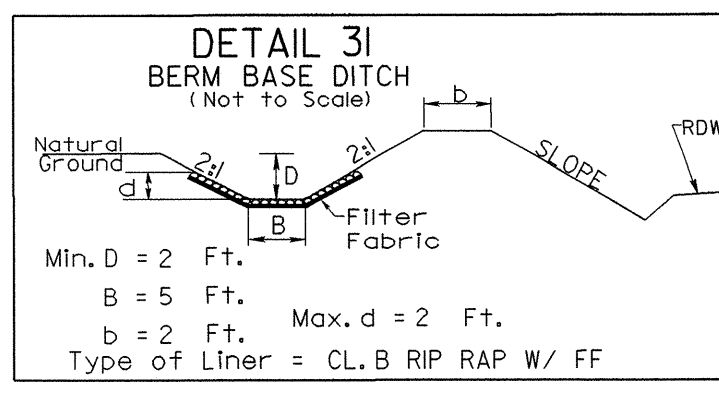 DETAIL 31
BERM BASE DITCH
(Not to Scale)
b
Natural
Ground
2:1
2:1
SLOPE
RDW
D
d
B
Filter
Fabric
Min. D = 2 Ft.
B = 5 Ft.
Max. d = 2 Ft.
b = 2 Ft.
Type of Liner = CL. B RIP RAP W/ FF